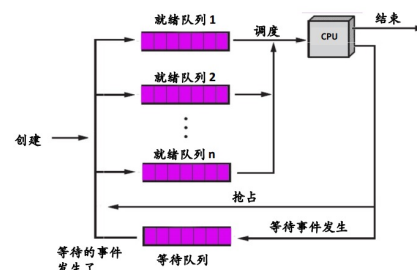 就绪队列 1
调度
CPU
结束
就绪队列 2
创建
就绪队列 n
抢占
等待事件发生
等待的事件
发生了
等待队列